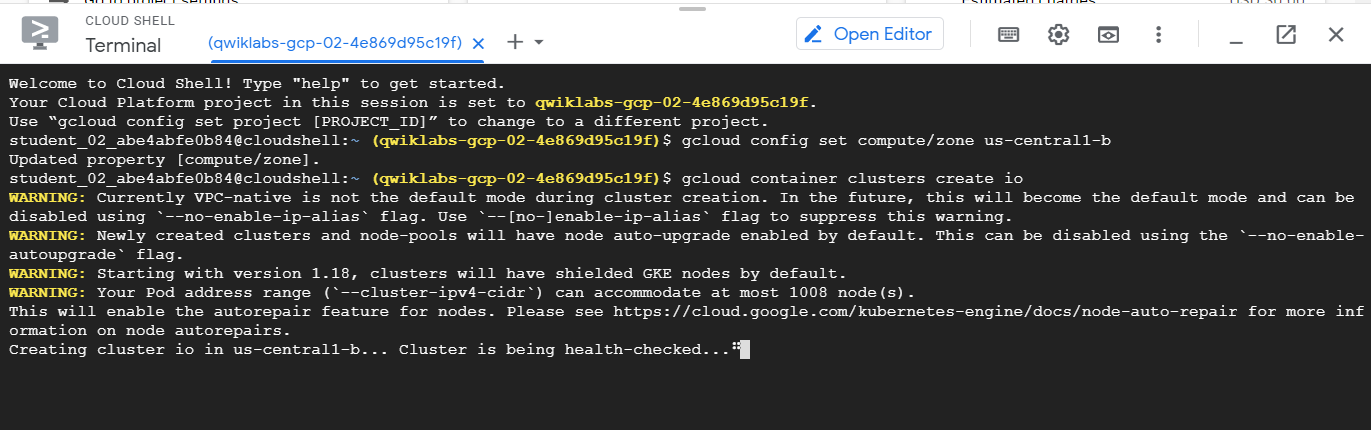 CLOUD SHELL
Terminal
(qwiklabs-gcp-02-4e869d95c19f)
Open Editor
Welcome to Cloud Shell! Type "help" to get started.
Your Cloud Platform project in this session is set to qwiklabs-gcp-02-4e869d95c19f.
Use “gcloud config set project [PROJECT_ID]” to change to a different project.
student_02_abe4abfe0b84@cloudshell:~ (qwiklabs-gcp-02-4e869d95c19f)$ gcloud config set compute/zone us-central1-b
Updated property [compute/zone].
student_02_abe4abfe0b84@cloudshell:~ (qwiklabs-gcp-02-4e869d95c19f)$ gcloud container clusters create io
WARNING: Currently VPC-native is not the default mode during cluster creation. In the future, this will become the default mode and can be
disabled using `--no-enable-ip-alias` flag. Use `--[no-]enable-ip-alias` flag to suppress this warning.
WARNING: Newly created clusters and node-pools will have node auto-upgrade enabled by default. This can be disabled using the `--no-enable-
autoupgrade` flag.
WARNING: Starting with version 1.18, clusters will have shielded GKE nodes by default.
WARNING: Your Pod address range (`--cluster-ipv4-cidr`) can accommodate at most 1008 node(s).
This will enable the autorepair feature for nodes. Please see https://cloud.google.com/kubernetes-engine/docs/node-auto-repair for more inf
ormation on node autorepairs.
Creating cluster io in us-central1-b... Cluster is being health-checked...